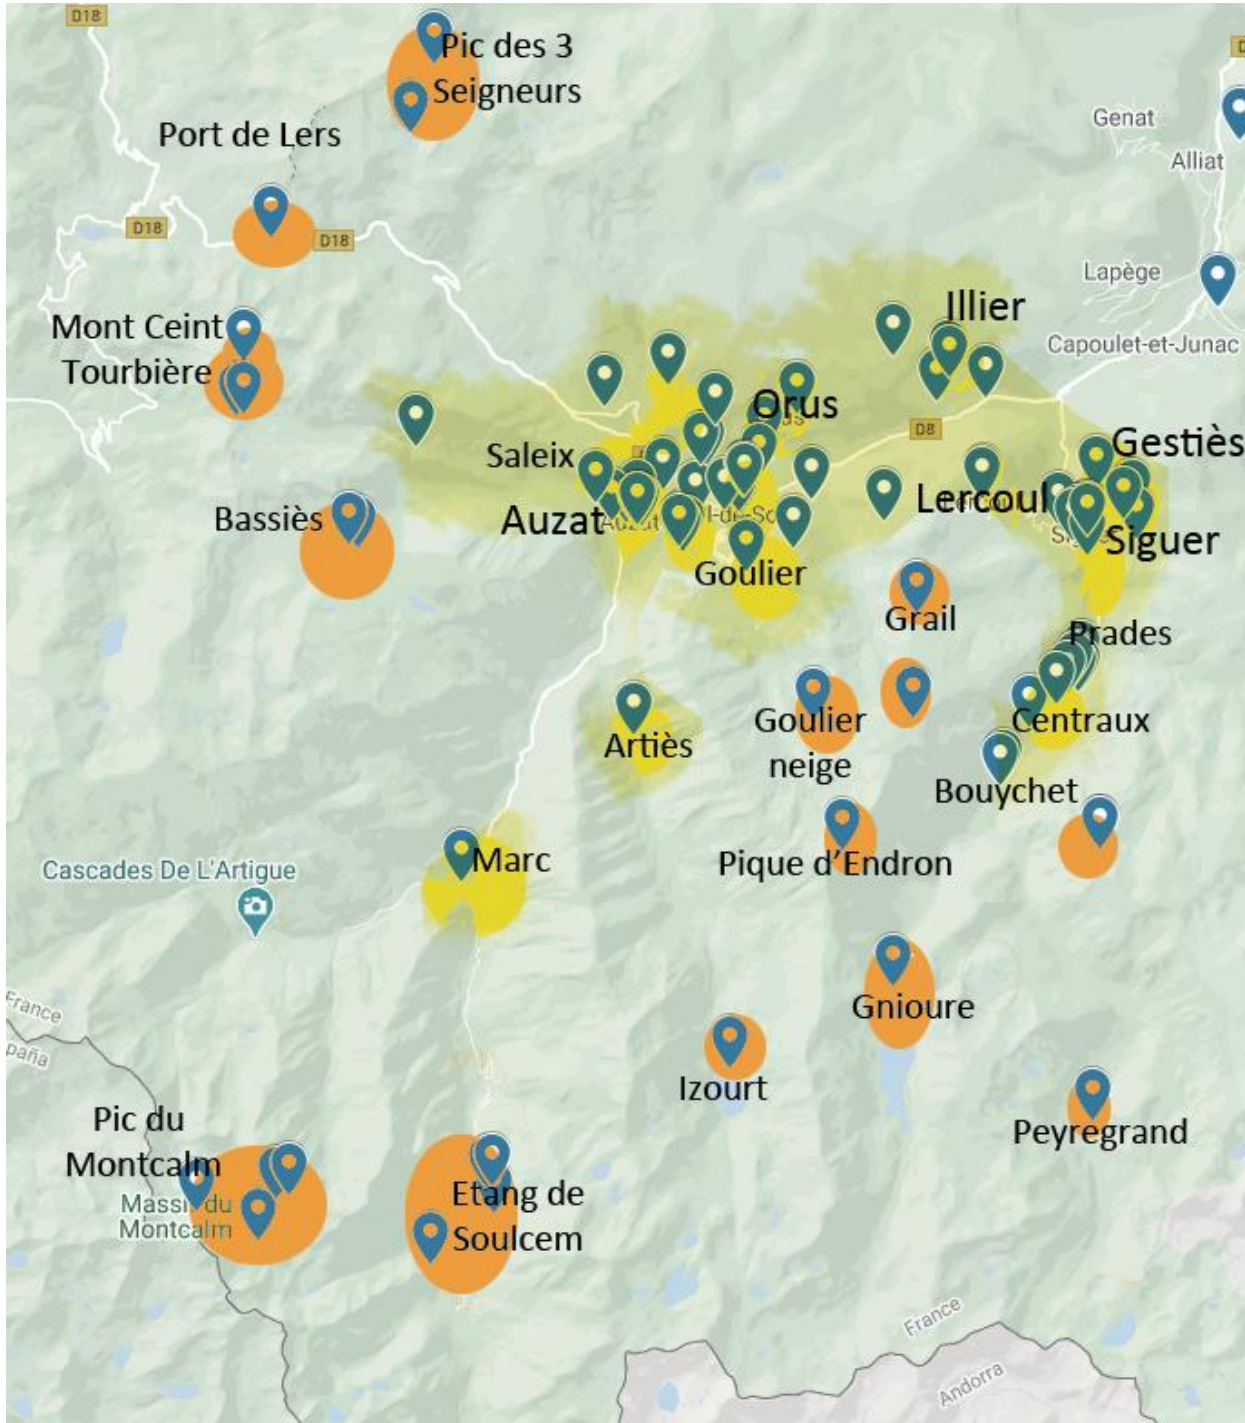 D18
Pic des 3
Seigneurs
Port de Lers
Genat
Alliat
D18
D18
Lapège
Mont Ceint
Tourbière
Illier
Capoulet-et-Junac
Orus
D8
Saleix
Gestiès
Lercoul
Bassiès
Auzat
Auzat
Siguer
Goulier
Grail
Prades
Goulier
neige
Centraux
Artiès
Bouychet
Marc
Pique d'Endron
Cascades De L'Artigue
France
Gnioure
paña
Izourt
Pic du
Montcalm
Peyregrand
Massif du
Montcalm
Etang de
Soulcem
France
Andorra